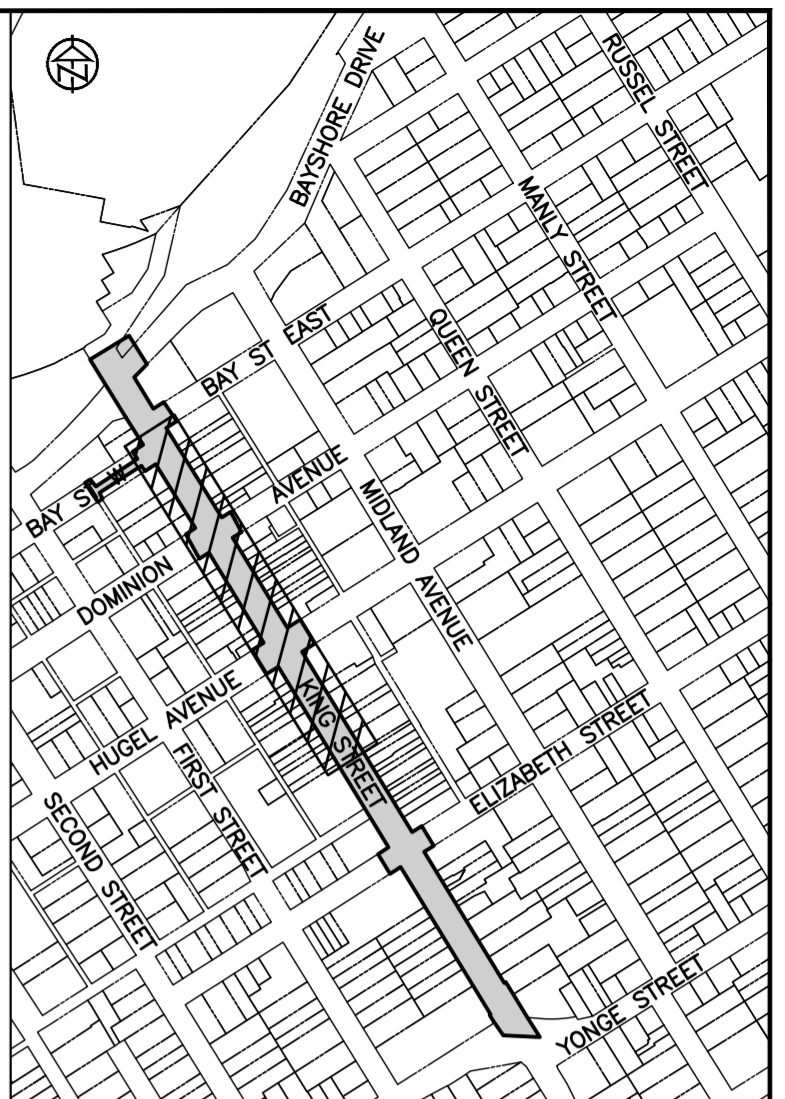 N
BAYSHORE DRIVE
RUSSEL STREET
MANLY STREET
BAY ST EAST
QUEEN STREET
AVENUE
MIDLAND AVENUE
BAY ST W
DOMINION
HUGEL AVENUE
KING STREET
FIRST STREET
ELIZABETH STREET
SECOND STREET
YONGE STREET